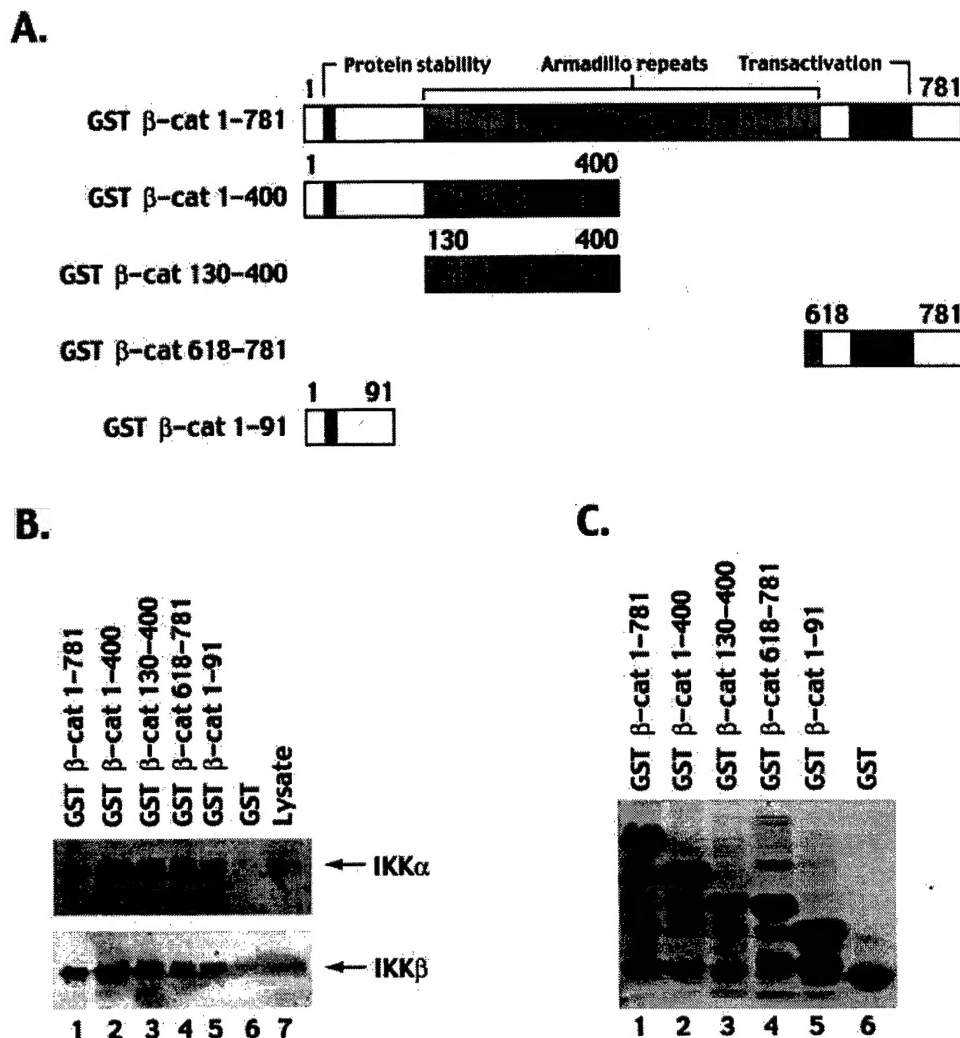 A.
Protein stability Armadillo repeats Transactivation
1 781
GST β-cat 1-781
1 400
GST β-cat 1-400
130 400
GST β-cat 130-400
618 781
GST β-cat 618-781
1 91
GST β-cat 1-91
B.
GST β-cat 1-781
GST β-cat 1-400
GST β-cat 130-400
GST β-cat 618-781
GST β-cat 1-91
GST
Lysate
IKKα
IKKβ
1 2 3 4 5 6 7
C.
GST β-cat 1-781
GST β-cat 1-400
GST β-cat 130-400
GST β-cat 618-781
GST β-cat 1-91
GST
1 2 3 4 5 6